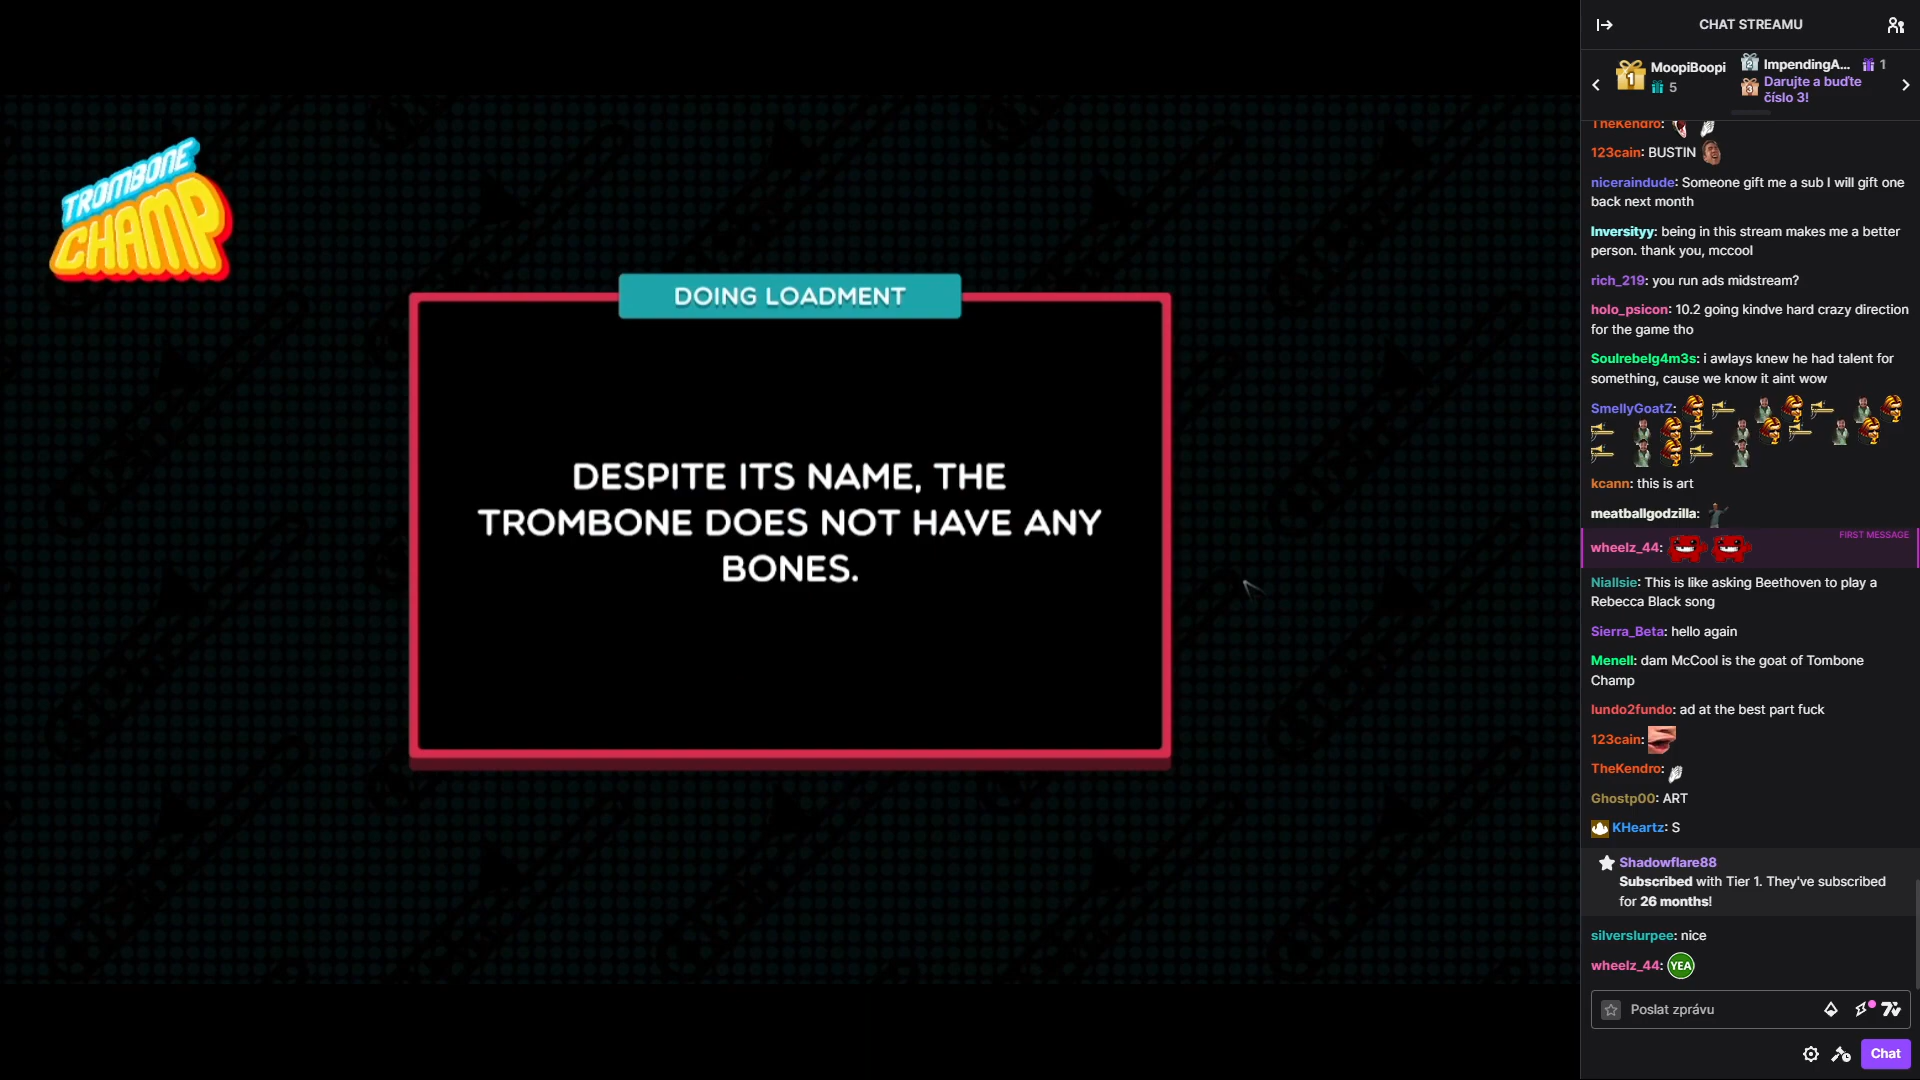 TROMBONE
CHAMP
DOING LOADMENT
DESPITE ITS NAME, THE
TROMBONE DOES NOT HAVE ANY
BONES.
CHAT STREAMU
1
MoopiBoopi
5
2
ImpendingA... 1
3
Darujte a buďte
číslo 3!
TheKendro:
123cain: BUSTIN
niceraindude: Someone gift me a sub I will gift one
back next month
Inversityy: being in this stream makes me a better
person. thank you, mccool
rich_219: you run ads midstream?
holo_psicon: 10.2 going kindve hard crazy direction
for the game tho
Soulrebelg4m3s: i awlays knew he had talent for
something, cause we know it aint wow
SmellyGoatZ:
kcann: this is art
meatballgodzilla:
FIRST MESSAGE
wheelz_44:
Niallsie: This is like asking Beethoven to play a
Rebecca Black song
Sierra_Beta: hello again
Menell: dam McCool is the goat of Tombone
Champ
lundo2fundo: ad at the best part fuck
123cain:
TheKendro:
Ghostp00: ART
KHeartz: S
Shadowflare88
Subscribed with Tier 1. They've subscribed
for 26 months!
silverslurpee: nice
wheelz_44: YEA
Poslat zprávu
Chat